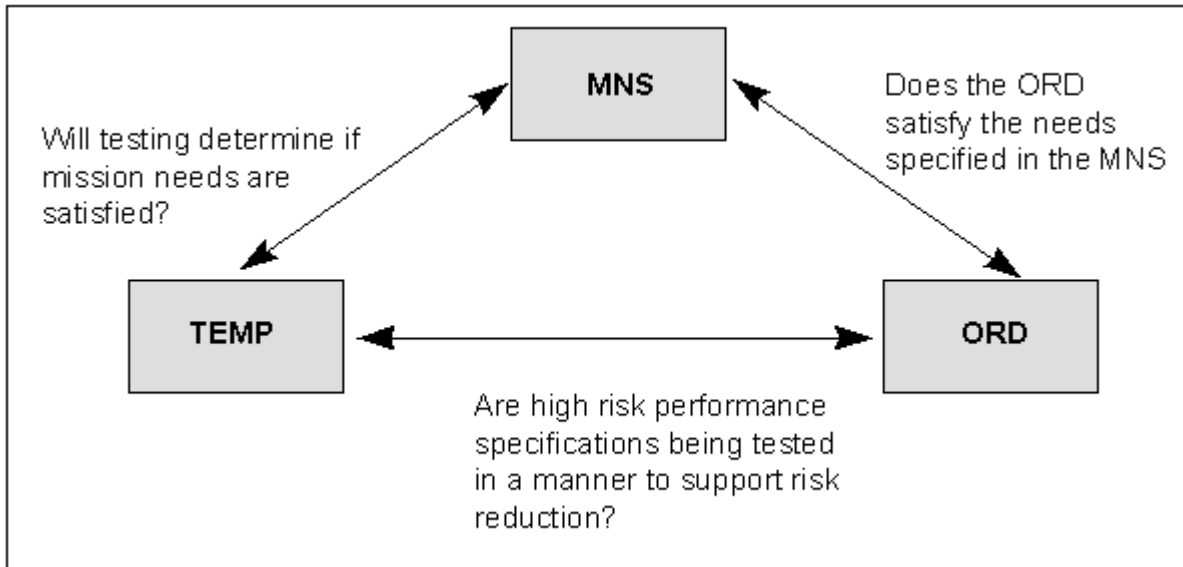 MNS
Does the ORD
satisfy the needs
specified in the MNS
Will testing determine if
mission needs are
satisfied?
TEMP
ORD
Are high risk performance
specifications being tested
in a manner to support risk
reduction?